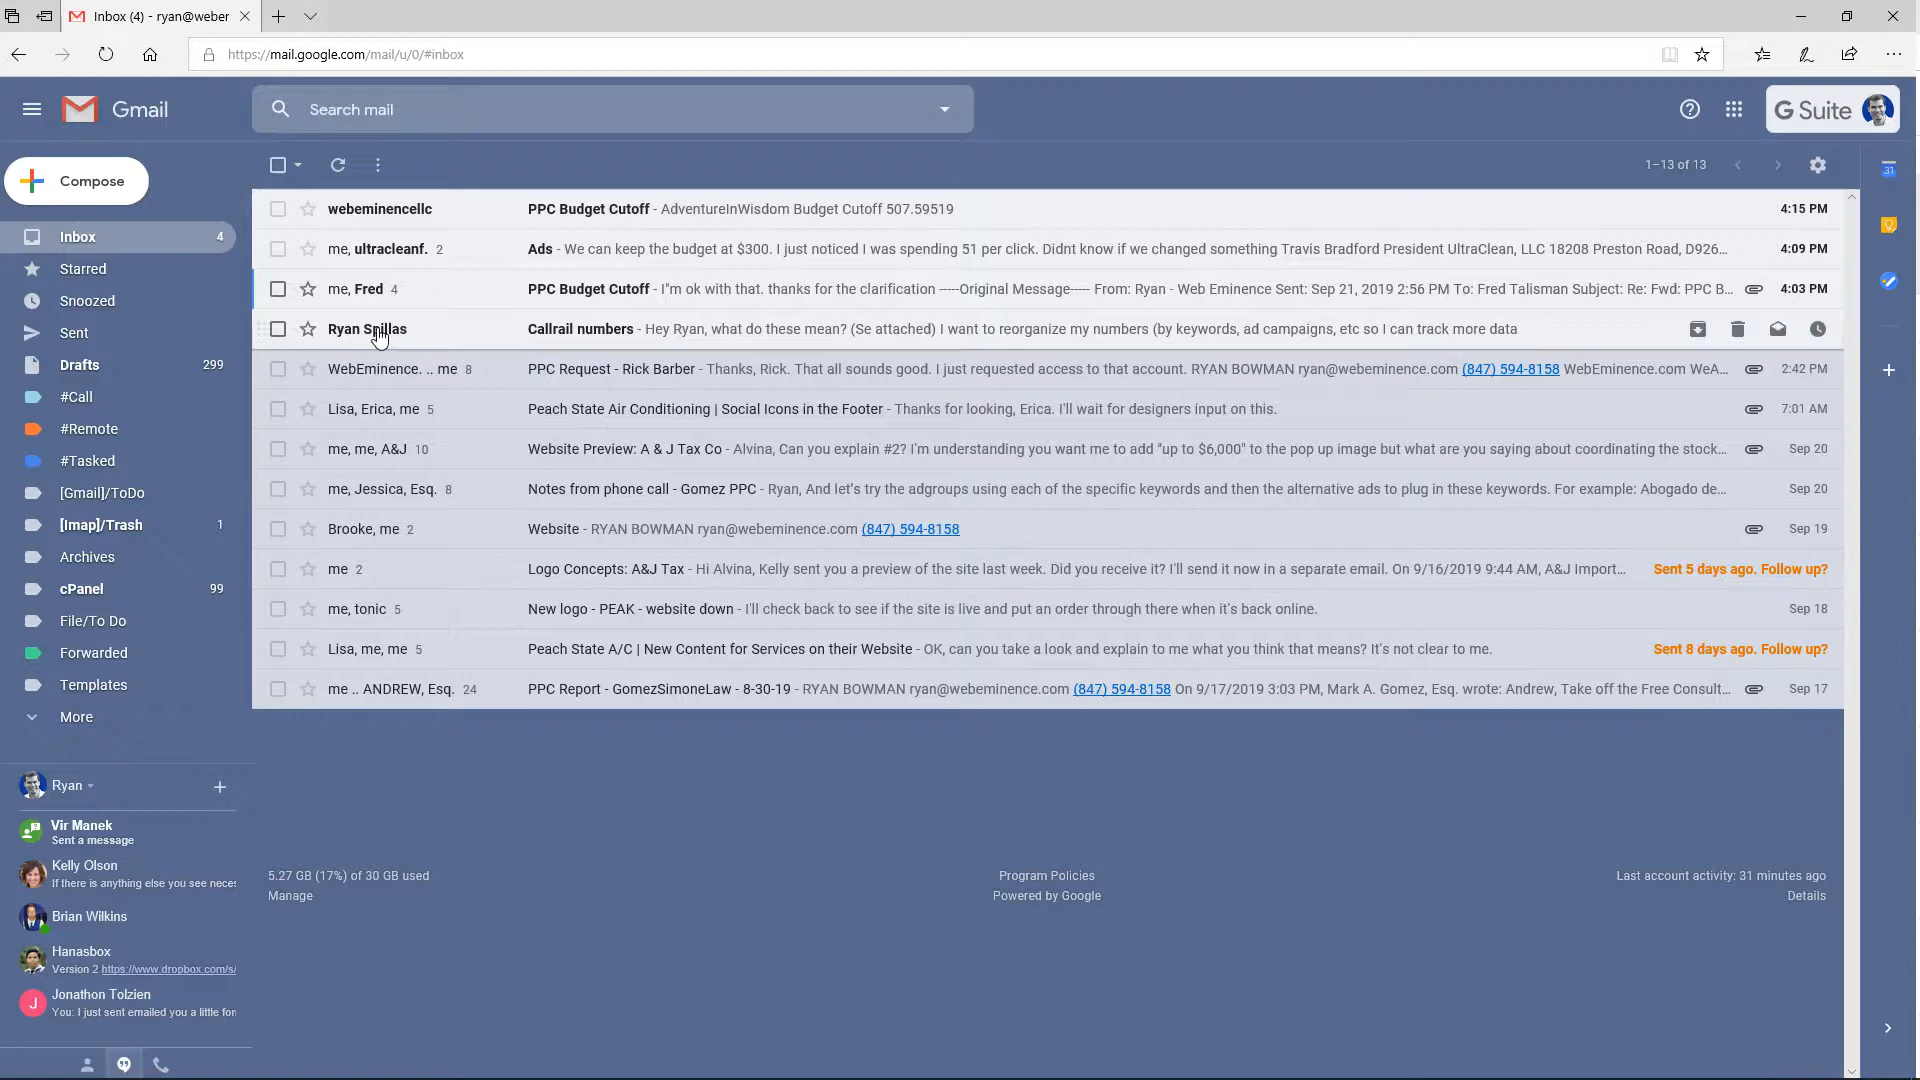 Inbox (4) - ryan@weber
https://mail.google.com/mail/u/0/#inbox
Gmail
Search mail
G Suite
Compose
1–13 of 13
31
Inbox 4
Starred
Snoozed
Sent
Drafts 299
#Call
#Remote
#Tasked
[Gmail]/ToDo
[Imap]/Trash 1
Archives
cPanel 99
File/To Do
Forwarded
Templates
More
webeminencellc PPC Budget Cutoff - AdventureInWisdom Budget Cutoff 507.59519 4:15 PM
me, ultracleanf. 2 Ads - We can keep the budget at $300. I just noticed I was spending 51 per click. Didnt know if we changed something Travis Bradford President UltraClean, LLC 18208 Preston Road, D926... 4:09 PM
me, Fred 4 PPC Budget Cutoff - I"m ok with that. thanks for the clarification -----Original Message----- From: Ryan - Web Eminence Sent: Sep 21, 2019 2:56 PM To: Fred Talisman Subject: Re: Fwd: PPC B... 4:03 PM
Ryan Callrail numbers - Hey Ryan, what do these mean? (Se attached) I want to reorganize my numbers (by keywords, ad campaigns, etc so I can track more data
WebEminence. .. me 8 PPC Request - Rick Barber - Thanks, Rick. That all sounds good. I just requested access to that account. RYAN BOWMAN ryan@webeminence.com (847) 594-8158 WebEminence.com WeA... 2:42 PM
Lisa, Erica, me 5 Peach State Air Conditioning | Social Icons in the Footer - Thanks for looking, Erica. I'll wait for designers input on this. 7:01 AM
me, me, A&J 10 Website Preview: A & J Tax Co - Alvina, Can you explain #2? I'm understanding you want me to add "up to $6,000" to the pop up image but what are you saying about coordinating the stock... Sep 20
me, Jessica, Esq. 8 Notes from phone call - Gomez PPC - Ryan, And let's try the adgroups using each of the specific keywords and then the alternative ads to plug in these keywords. For example: Abogado de... Sep 20
Brooke, me 2 Website - RYAN BOWMAN ryan@webeminence.com (847) 594-8158 Sep 19
me 2 Logo Concepts: A&J Tax - Hi Alvina, Kelly sent you a preview of the site last week. Did you receive it? I'll send it now in a separate email. On 9/16/2019 9:44 AM, A&J Import... Sent 5 days ago. Follow up?
me, tonic 5 New logo - PEAK - website down - I'll check back to see if the site is live and put an order through there when it's back online. Sep 18
Lisa, me, me 5 Peach State A/C | New Content for Services on their Website - OK, can you take a look and explain to me what you think that means? It's not clear to me. Sent 8 days ago. Follow up?
me .. ANDREW, Esq. 24 PPC Report - GomezSimoneLaw - 8-30-19 - RYAN BOWMAN ryan@webeminence.com (847) 594-8158 On 9/17/2019 3:03 PM, Mark A. Gomez, Esq. wrote: Andrew, Take off the Free Consult... Sep 17
Ryan
Vir Manek
Sent a message
Kelly Olson
If there is anything else you see neces
Brian Wilkins
Hanasbox
Version 2 https://www.dropbox.com/s/
J
Jonathon Tolzien
You: I just sent emailed you a little for
5.27 GB (17%) of 30 GB used
Manage
Program Policies
Powered by Google
Last account activity: 31 minutes ago
Details